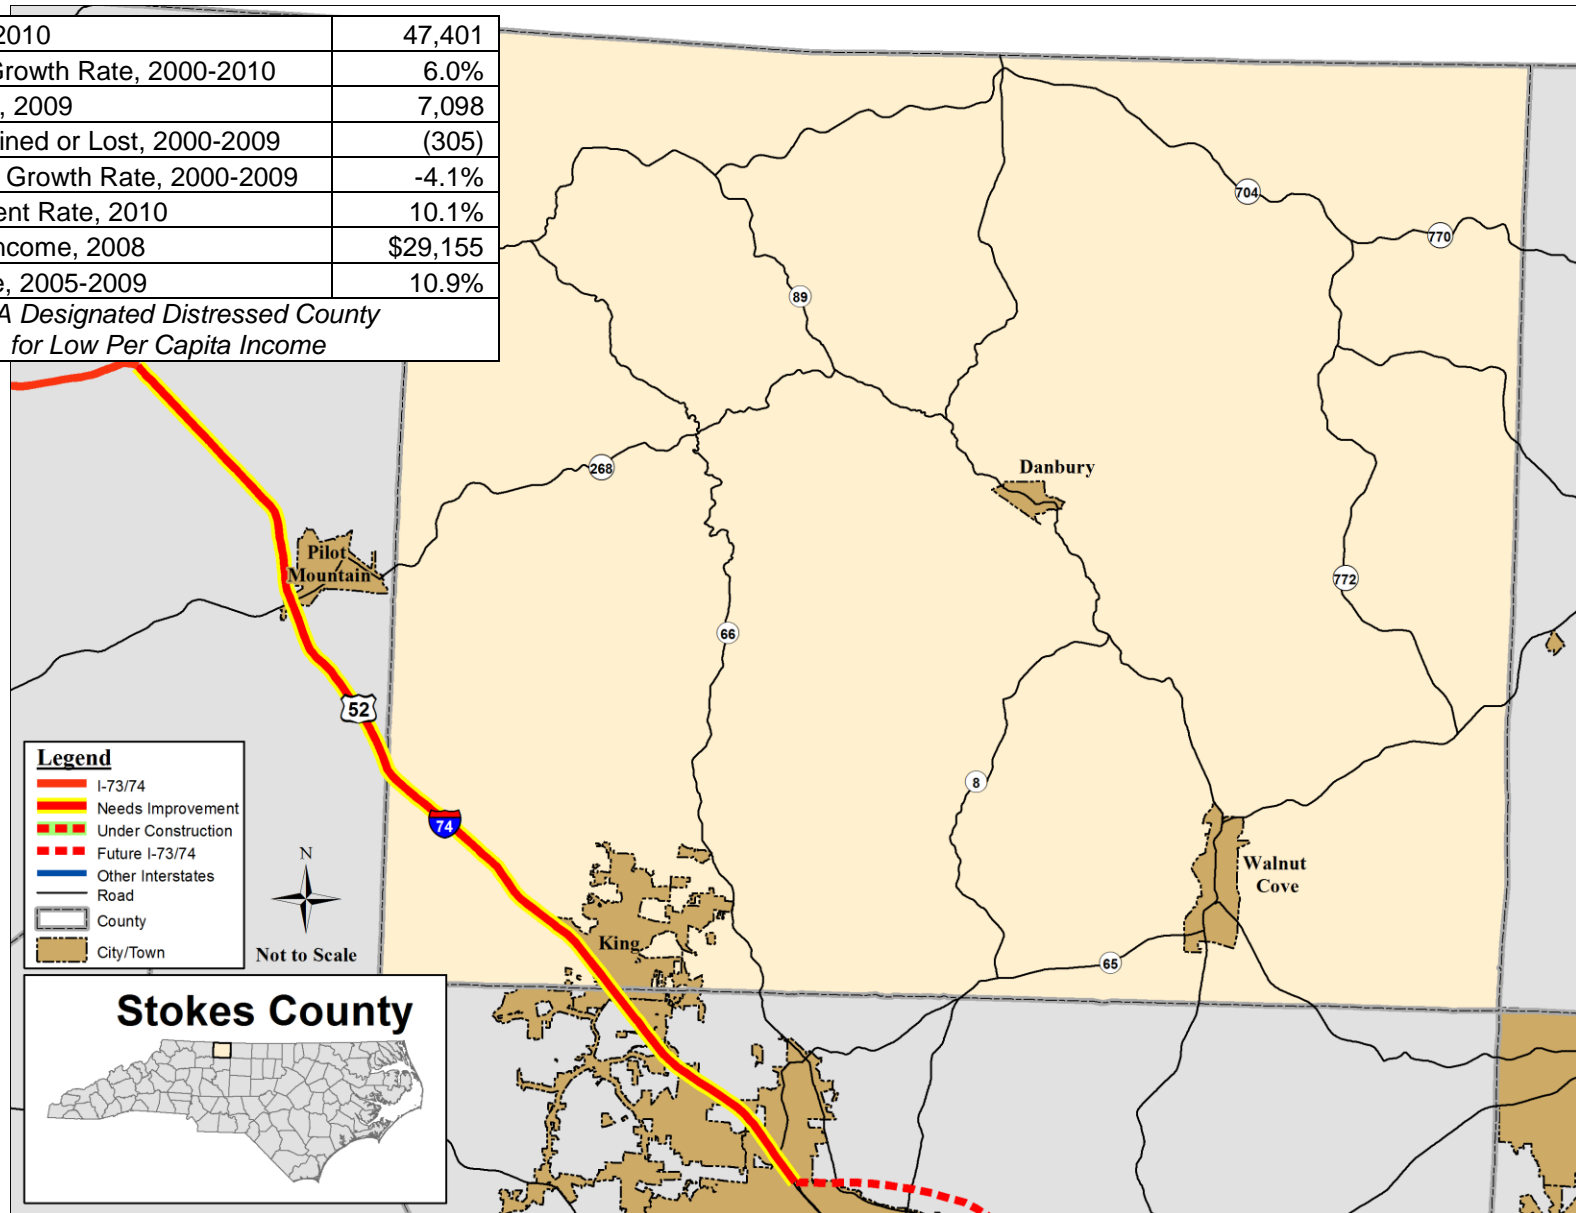 2010 47,401
Growth Rate, 2000-2010 6.0%
, 2009 7,098
ined or Lost, 2000-2009 (305)
Growth Rate, 2000-2009 -4.1%
ent Rate, 2010 10.1%
ncome, 2008 $29,155
e, 2005-2009 10.9%
A Designated Distressed County
for Low Per Capita Income
704
770
89
268
Danbury
Pilot
Mountain
772
66
52
8
74
Legend
I-73/74
Needs Improvement
Under Construction
Future I-73/74
Other Interstates
Road
County
City/Town
N
Not to Scale
Walnut
Cove
King
65
Stokes County